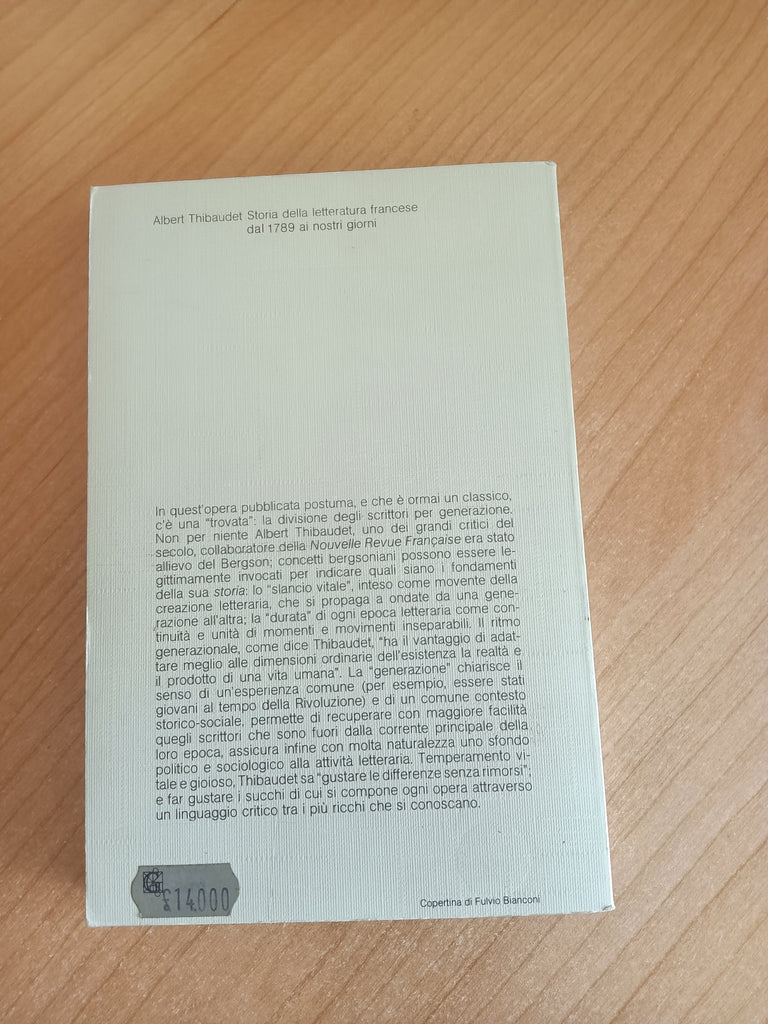 Albert Thibaudet Storia della letteratura francese
dal 1789 ai nostri giorni
In quest'opera pubblicata postuma, e che è ormai un classico,
c'è una "trovata": la divisione degli scrittori per generazione.
Non per niente Albert Thibaudet, uno dei grandi critici del
secolo, collaboratore della Nouvelle Revue Française era stato
allievo del Bergson; concetti bergsoniani possono essere le-
gittimamente invocati per indicare quali siano i fondamenti
della sua storia: lo "slancio vitale", inteso come movente della
creazione letteraria, che si propaga a ondate da una gene-
razione all'altra; la "durata" di ogni epoca letteraria come con-
tinuità e unità di momenti e movimenti inseparabili. Il ritmo
generazionale, come dice Thibaudet, "ha il vantaggio di adat-
tare meglio alle dimensioni ordinarie dell'esistenza la realtà e
il prodotto di una vita umana". La "generazione" chiarisce il
senso di un'esperienza comune (per esempio, essere stati
giovani al tempo della Rivoluzione) e di un comune contesto
storico-sociale, permette di recuperare con maggiore facilità
quegli scrittori che sono fuori dalla corrente principale della
loro epoca, assicura infine con molta naturalezza uno sfondo
politico e sociologico alla attività letteraria. Temperamento vi-
tale e gioioso, Thibaudet sa "gustare le differenze senza rimorsi";
e far gustare i succhi di cui si compone ogni opera attraverso
un linguaggio critico tra i più ricchi che si conoscano.
G
£14.000
Copertina di Fulvio Bianconi